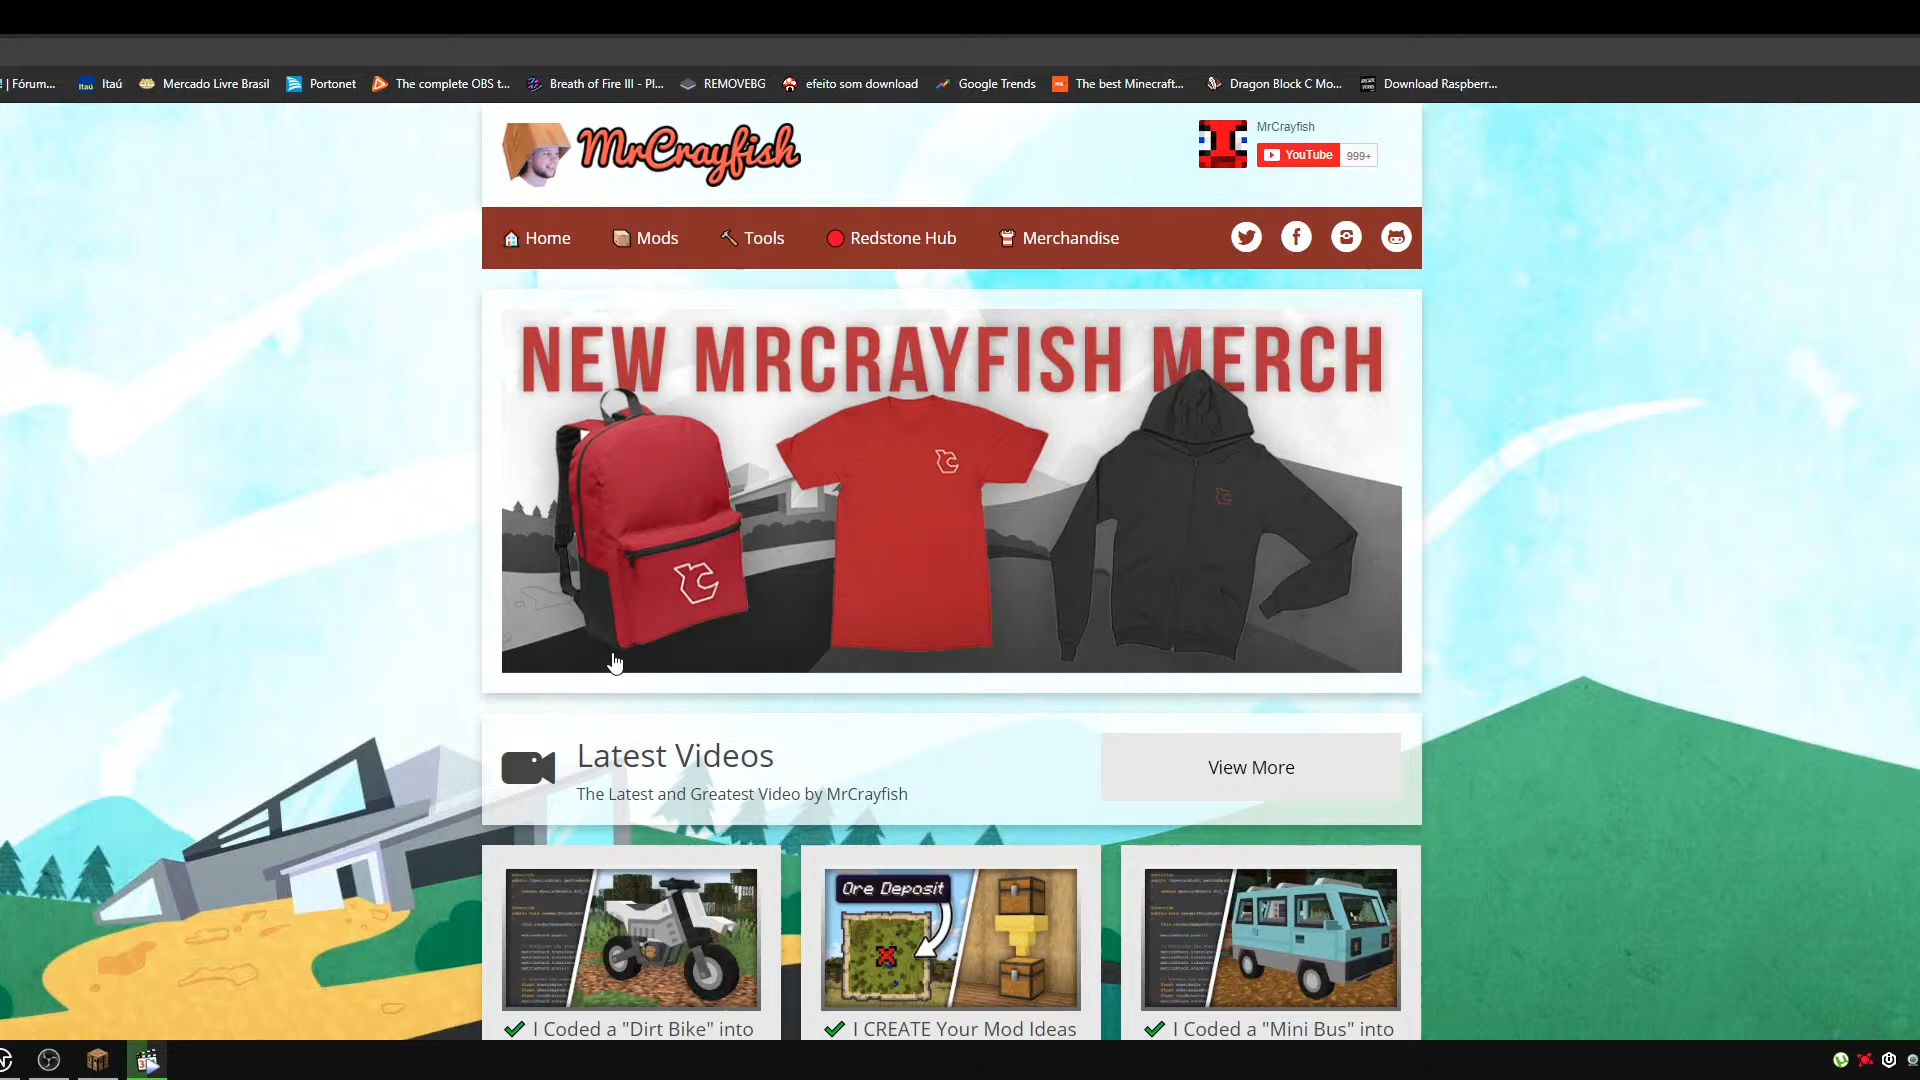 ! | Fórum...
Itaú
Itaú
Mercado Livre Brasil
Portonet
The complete OBS t...
Breath of Fire III - Pl...
REMOVEBG
efeito som download
Google Trends
The best Minecraft...
Dragon Block C Mo...
Download Raspberr...
MrCrayfish
MrCrayfish
YouTube
999+
Home
Mods
Tools
Redstone Hub
Merchandise
NEW MRCRAYFISH MERCH
Latest Videos
The Latest and Greatest Video by MrCrayfish
View More
Ore Deposit
I Coded a "Dirt Bike" into
I CREATE Your Mod Ideas
I Coded a "Mini Bus" into